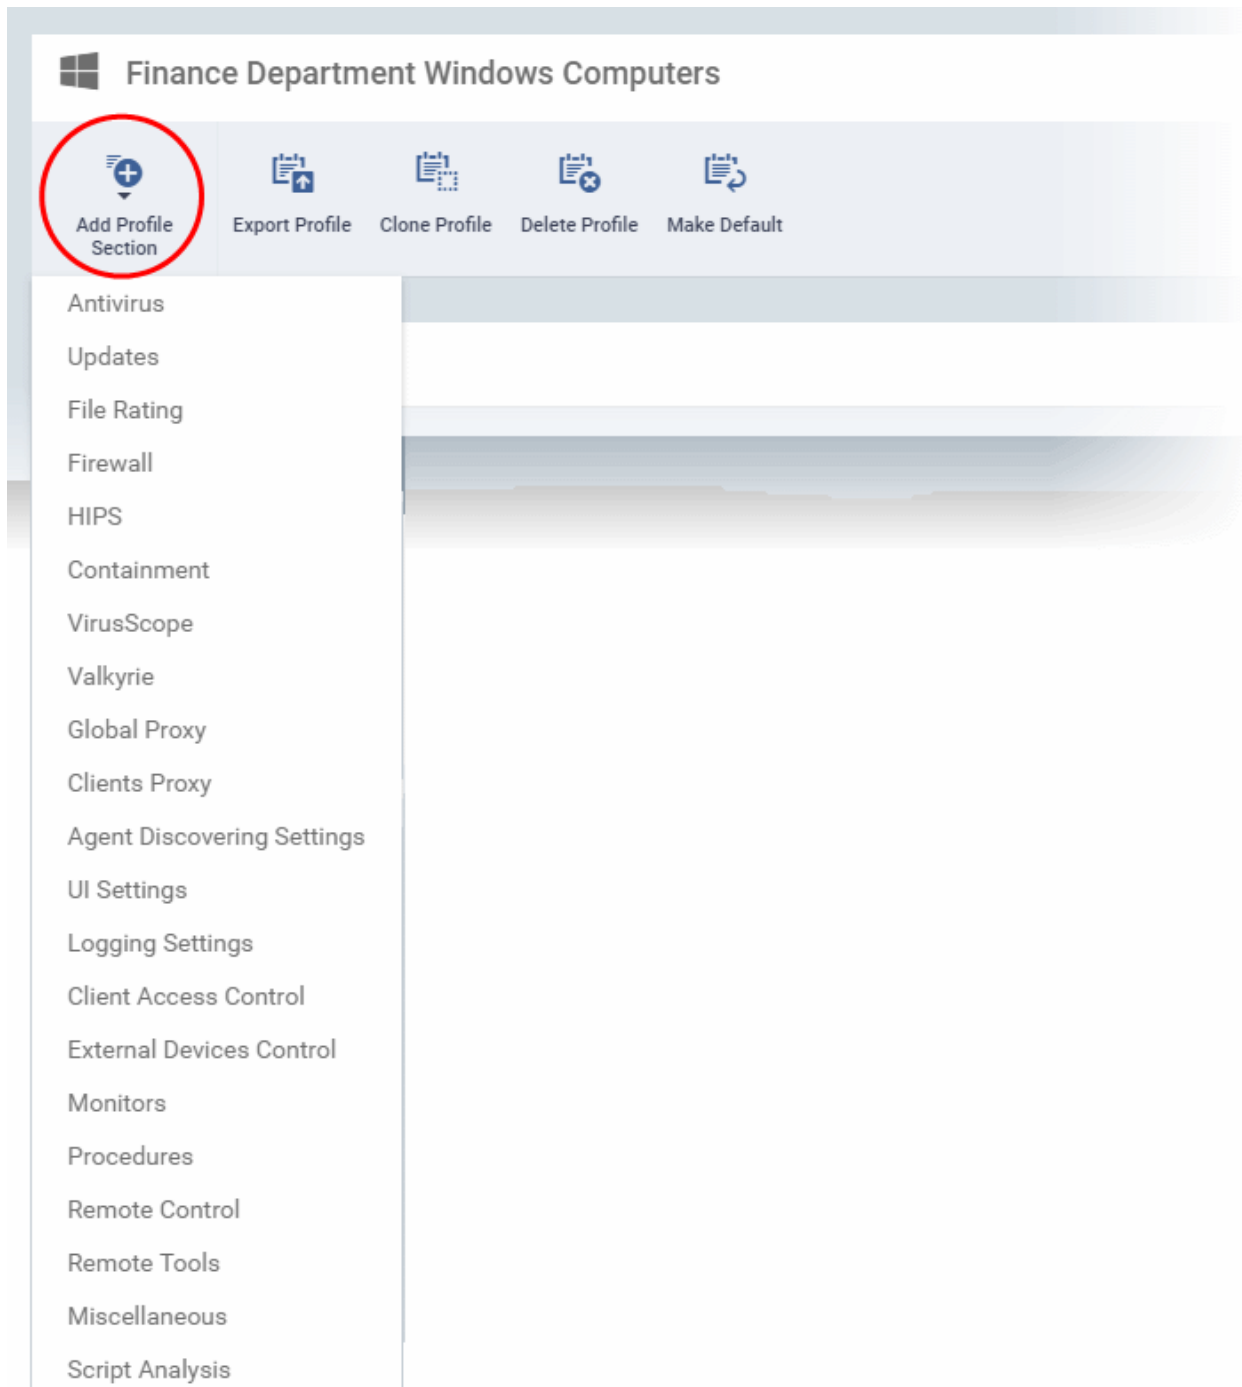 Finance Department Windows Computers
Add Profile
Section
Export Profile
Clone Profile
Delete Profile
Make Default
Antivirus
Updates
File Rating
Firewall
HIPS
Containment
VirusScope
Valkyrie
Global Proxy
Clients Proxy
Agent Discovering Settings
UI Settings
Logging Settings
Client Access Control
External Devices Control
Monitors
Procedures
Remote Control
Remote Tools
Miscellaneous
Script Analysis